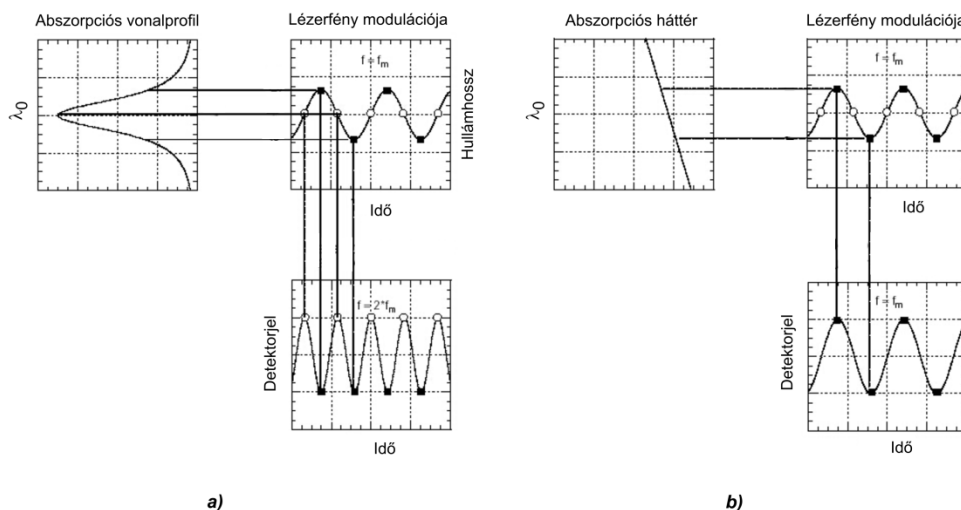 Abszorpciós vonalprofil
Lézerfény modulációja
λ0
f = fm
Hullámhossz
Idő
f = 2*fm
Detektorjel
Idő
a)
Abszorpciós háttér
Lézerfény modulációja
λ0
f = fm
Idő
f = fm
Detektorjel
Idő
b)